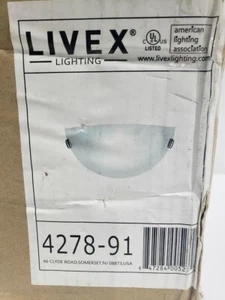 LIVEX®
LIGHTING
C UL US
LISTED
american
lighting
association
®www.livexlighting.com
4278-91
46 CLYDE ROAD,SOMERSET,NJ 08873,USA